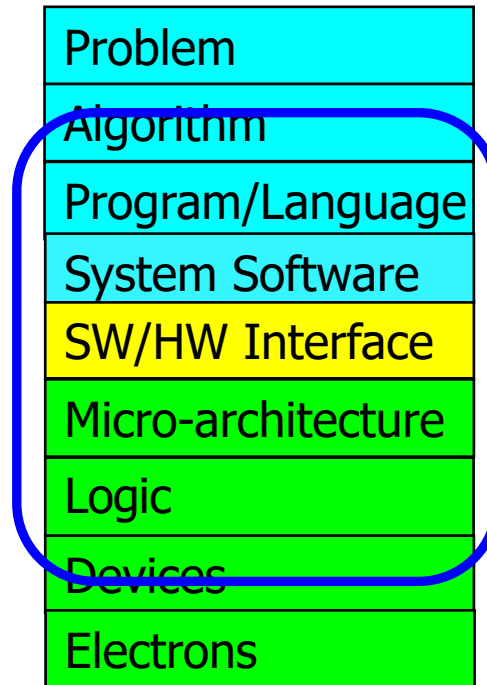 Problem
Algorithm
Program/Language
System Software
SW/HW Interface
Micro-architecture
Logic
Devices
Electrons